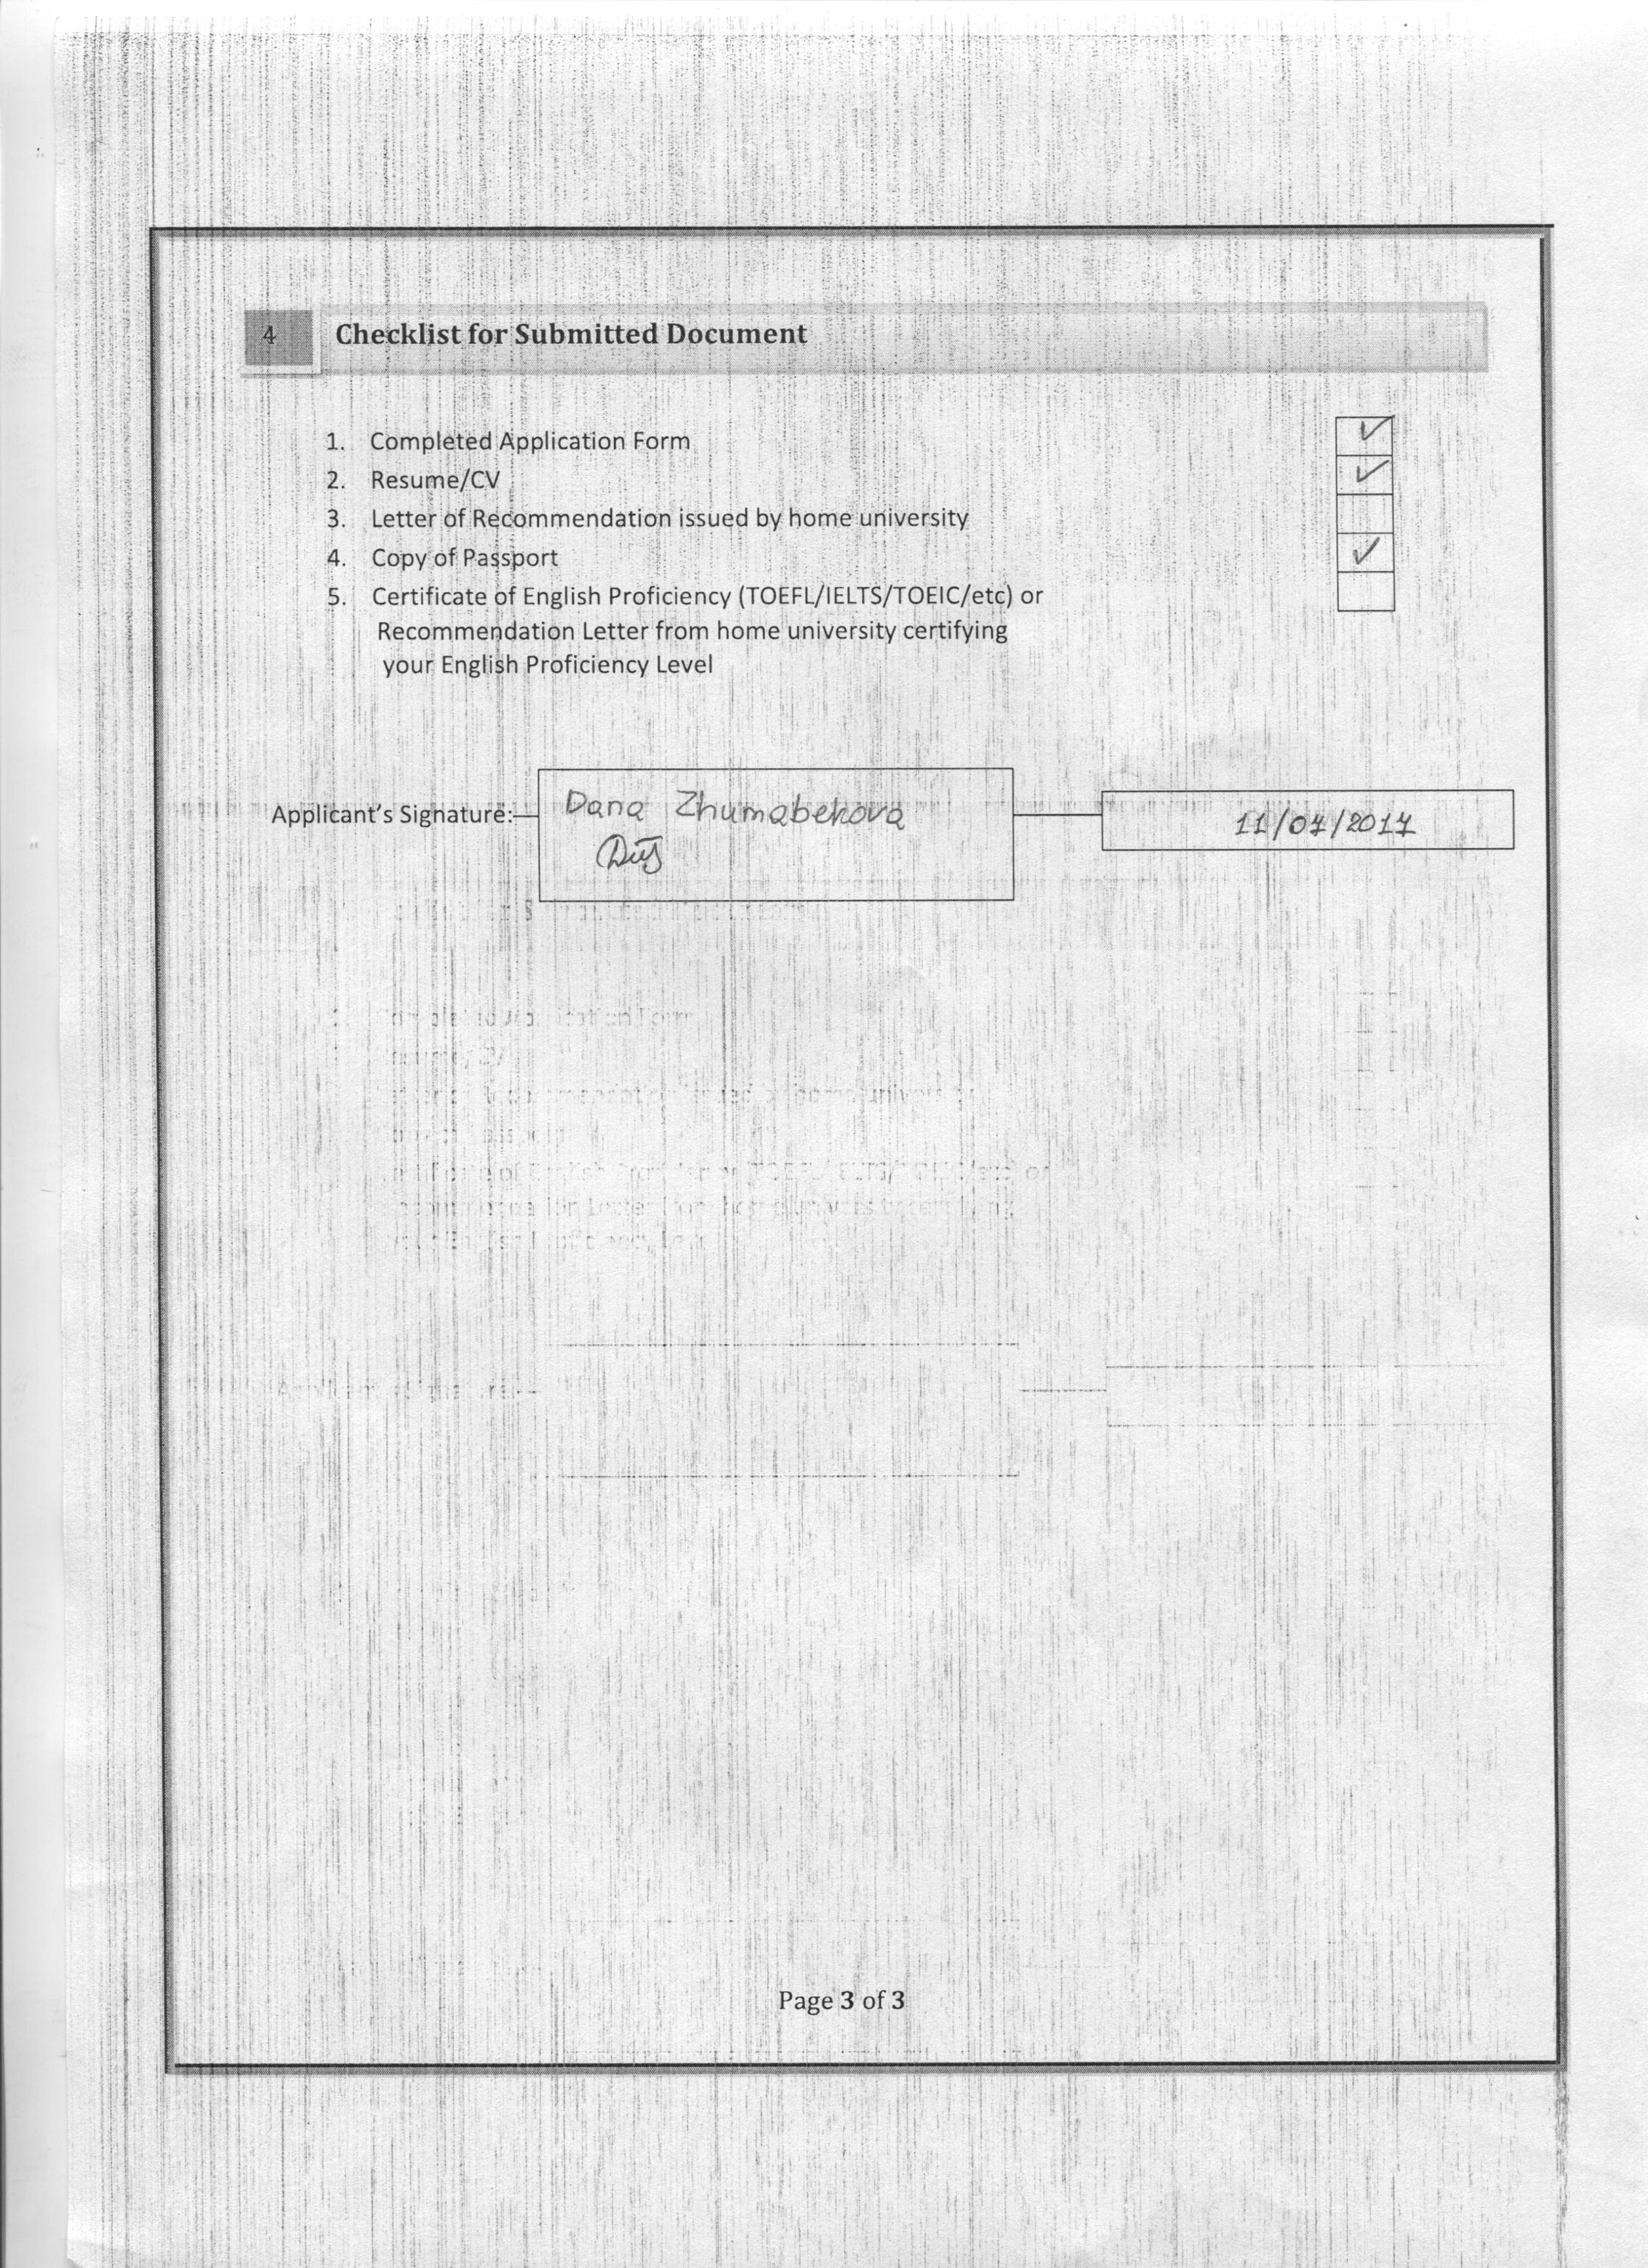 4 Checklist for Submitted Document
1. Completed Application Form ✓
2. Resume/CV ✓
3. Letter of Recommendation issued by home university
4. Copy of Passport ✓
5. Certificate of English Proficiency (TOEFL/IELTS/TOEIC/etc) or
Recommendation Letter from home university certifying
your English Proficiency Level
Applicant's Signature: Dana Zhumabekova 11/07/2017
Page 3 of 3